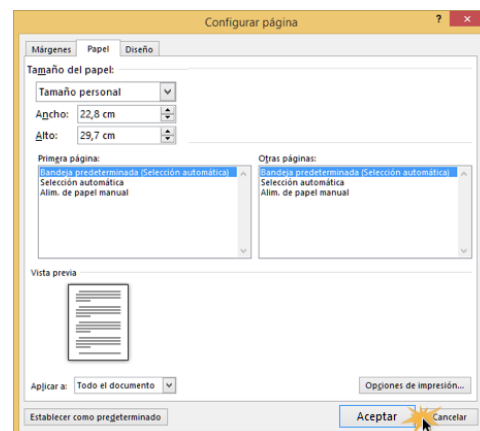 Configurar página
Márgenes Papel Diseño
Tamaño del papel:
Tamaño personal
Ancho: 22,8 cm
Alto: 29,7 cm
Primera página:
Bandeja predeterminada (Selección automática)
Selección automática
Alim. de papel manual
Otras páginas:
Bandeja predeterminada (Selección automática)
Selección automática
Alim. de papel manual
Vista previa
Aplicar a: Todo el documento
Opciones de impresión...
Establecer como predeterminado
Aceptar
Cancelar